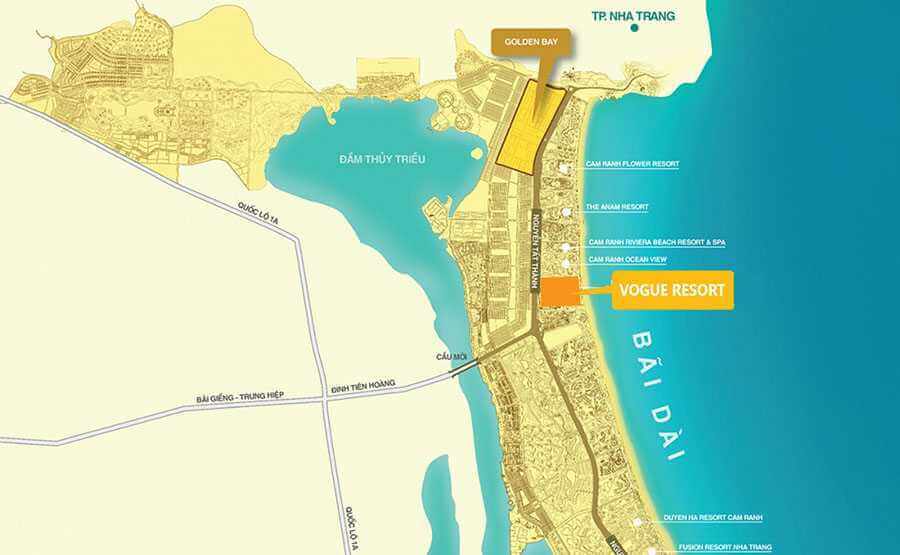 TP. NHA TRANG
GOLDEN BAY
ĐẦM THỦY TRIỀU
CAM RANH FLOWER RESORT
QUỐC LỘ 1A
THE ANAM RESORT
NGUYỄN TẤT THÀNH
CAM RANH RIVIERA BEACH RESORT & SPA
CAM RANH OCEAN VIEW
VOGUE RESORT
BÃI DÀI
CẦU MỚI
ĐINH TIÊN HOÀNG
BÃI GIẾNG - TRUNG HIỆP
QUỐC LỘ 1A
DUYEN HA RESORT CAM RANH
FUSION RESORT NHA TRANG